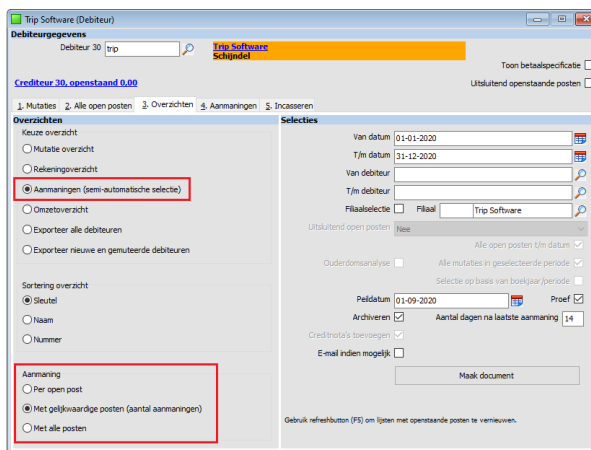 Trip Software (Debiteur)
Debiteurgegevens
Debiteur 30 trip Trip Software
Schijndel
Toon betaalspecificatie
Crediteur 30, openstaand 0,00 Uitsluitend openstaande posten
1. Mutaties 2. Alle open posten 3. Overzichten 4. Aanmaningen 5. Incasseren
Overzichten
Keuze overzicht
Mutatie overzicht
Rekeningoverzicht
Aanmaningen (semi-automatische selectie)
Omzetoverzicht
Exporteer alle debiteuren
Exporteer nieuwe en gemuteerde debiteuren
Sortering overzicht
Sleutel
Naam
Nummer
Aanmaning
Per open post
Met gelijkwaardige posten (aantal aanmaningen)
Met alle posten
Selecties
Van datum 01-01-2020
T/m datum 31-12-2020
Van debiteur
T/m debiteur
Filiaalselectie Filiaal Trip Software
Uitsluitend open posten Nee
Alle open posten t/m datum
Ouderdomsanalyse Alle mutaties in geselecteerde periode
Selectie op basis van boekjaar/periode
Peildatum 01-09-2020 Proef
Archiveren Aantal dagen na laatste aanmaning 14
Creditnota's toevoegen
E-mail indien mogelijk
Maak document
Gebruik refreshbutton (F5) om lijsten met openstaande posten te vernieuwen.